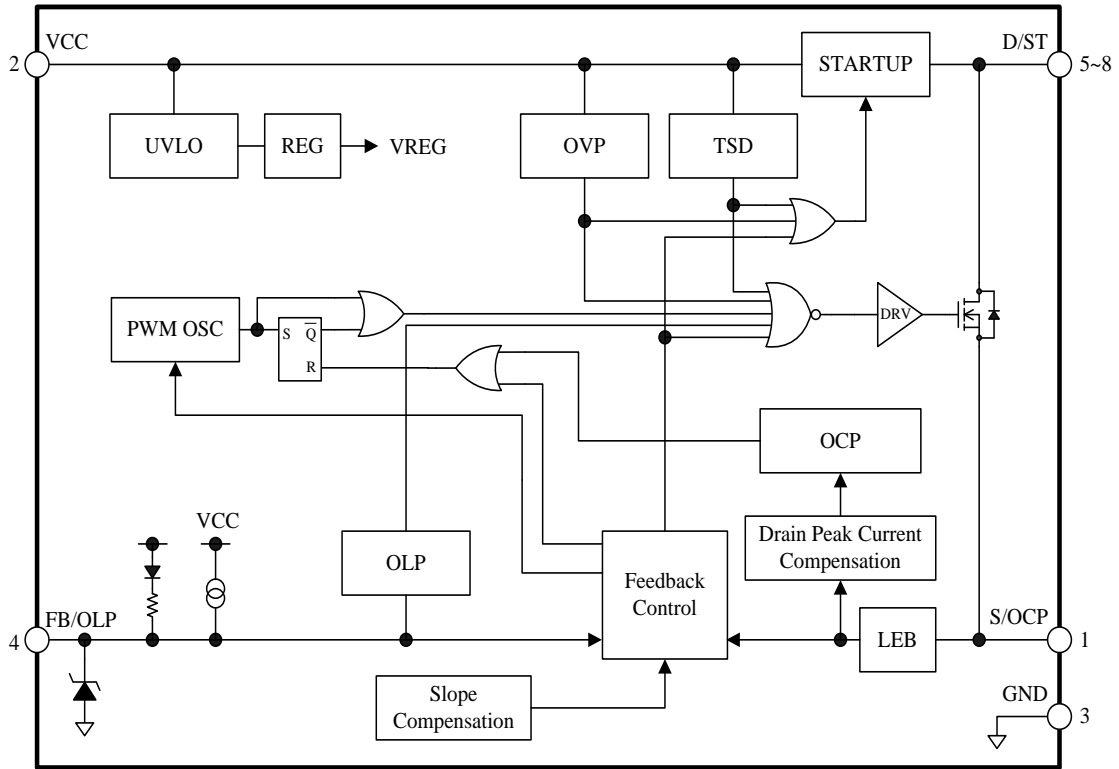 VCC
D/ST
2
5~8
STARTUP
UVLO
REG
VREG
OVP
TSD
PWM OSC
S
Q̅
R
DRV
OCP
VCC
OLP
Feedback
Control
Drain Peak Current
Compensation
FB/OLP
4
LEB
S/OCP
1
Slope
Compensation
GND
3